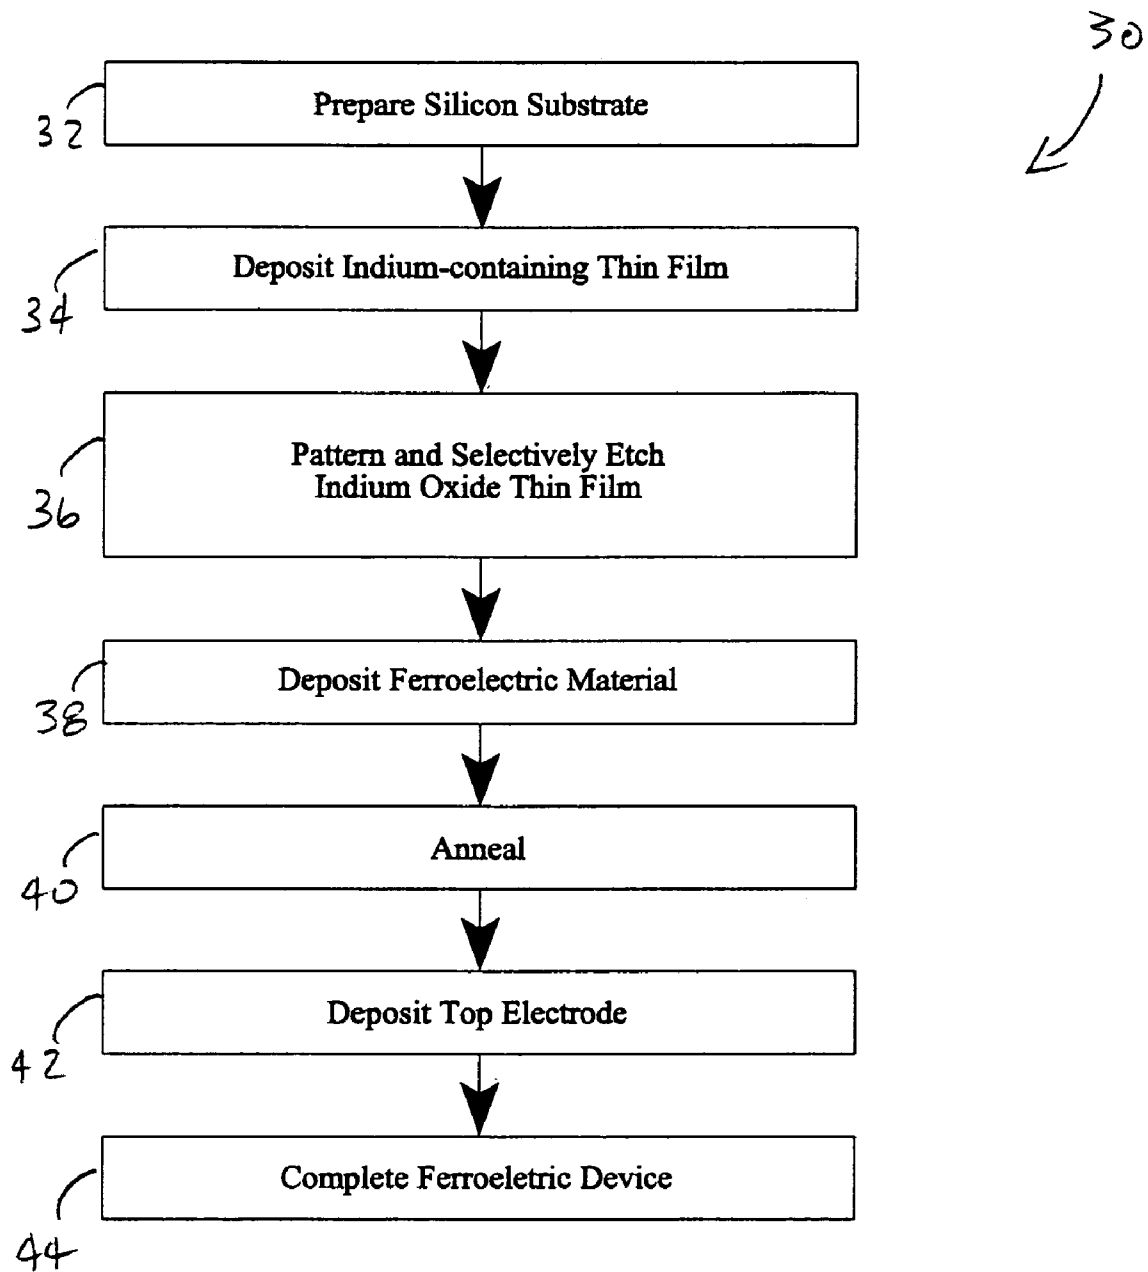 30
Prepare Silicon Substrate
32
Deposit Indium-containing Thin Film
34
Pattern and Selectively Etch
Indium Oxide Thin Film
36
Deposit Ferroelectric Material
38
Anneal
40
Deposit Top Electrode
42
Complete Ferroeletric Device
44